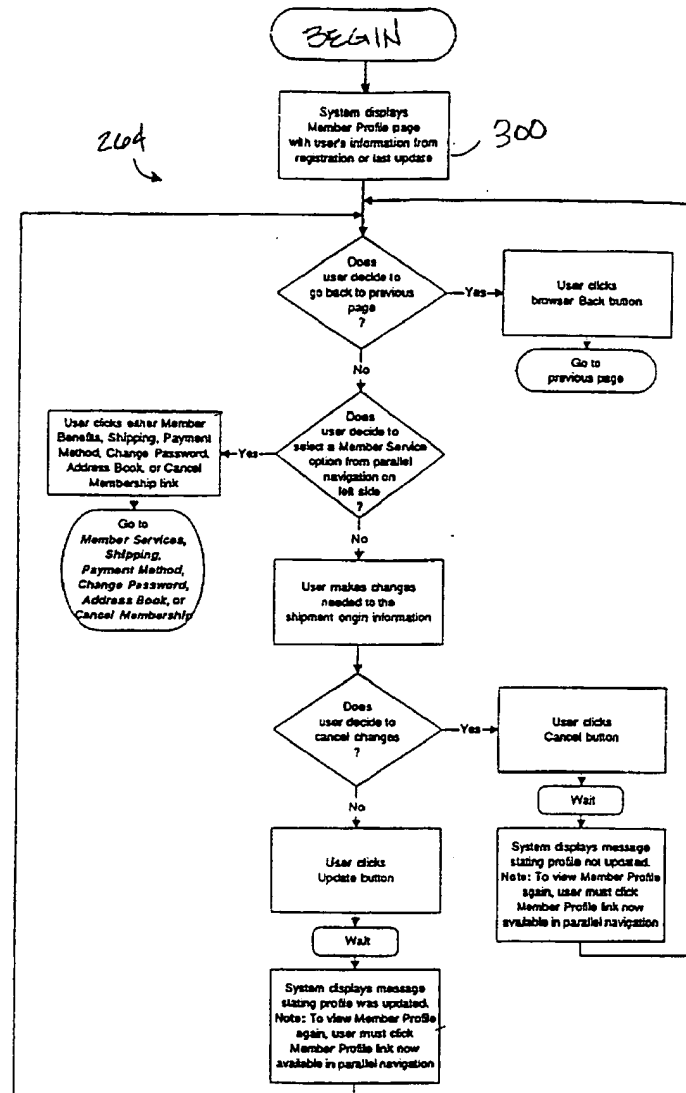 BEGIN
System displays
Member Profile page
with user's information from
registration or last update
300
264
Does
user decide to
go back to previous
page
?
Yes
User clicks
browser Back button
Go to
previous page
No
Does
user decide to
select a Member Service
option from parallel
navigation on
left side
?
Yes
User clicks either Member
Benefits, Shipping, Payment
Method, Change Password,
Address Book, or Cancel
Membership link
Go to
Member Services,
Shipping,
Payment Method,
Change Password,
Address Book, or
Cancel Membership
No
User makes changes
needed to the
shipment origin information
Does
user decide to
cancel changes
?
Yes
User clicks
Cancel button
Wait
System displays message
stating profile not updated.
Note: To view Member Profile
again, user must click
Member Profile link now
available in parallel navigation
No
User clicks
Update button
Wait
System displays message
stating profile was updated.
Note: To view Member Profile
again, user must click
Member Profile link now
available in parallel navigation